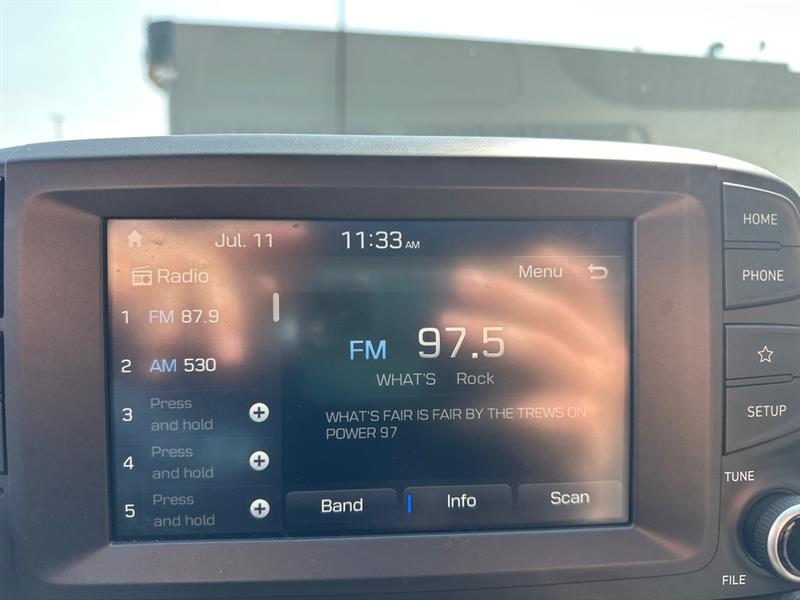 Jul. 11 11:33 AM
Radio
Menu
1 FM 87.9
2 AM 530
3 Press and hold
4 Press and hold
5 Press and hold
FM 97.5
WHAT'S Rock
WHAT'S FAIR IS FAIR BY THE TREWS ON
POWER 97
Band Info Scan
HOME
PHONE
SETUP
TUNE
FILE